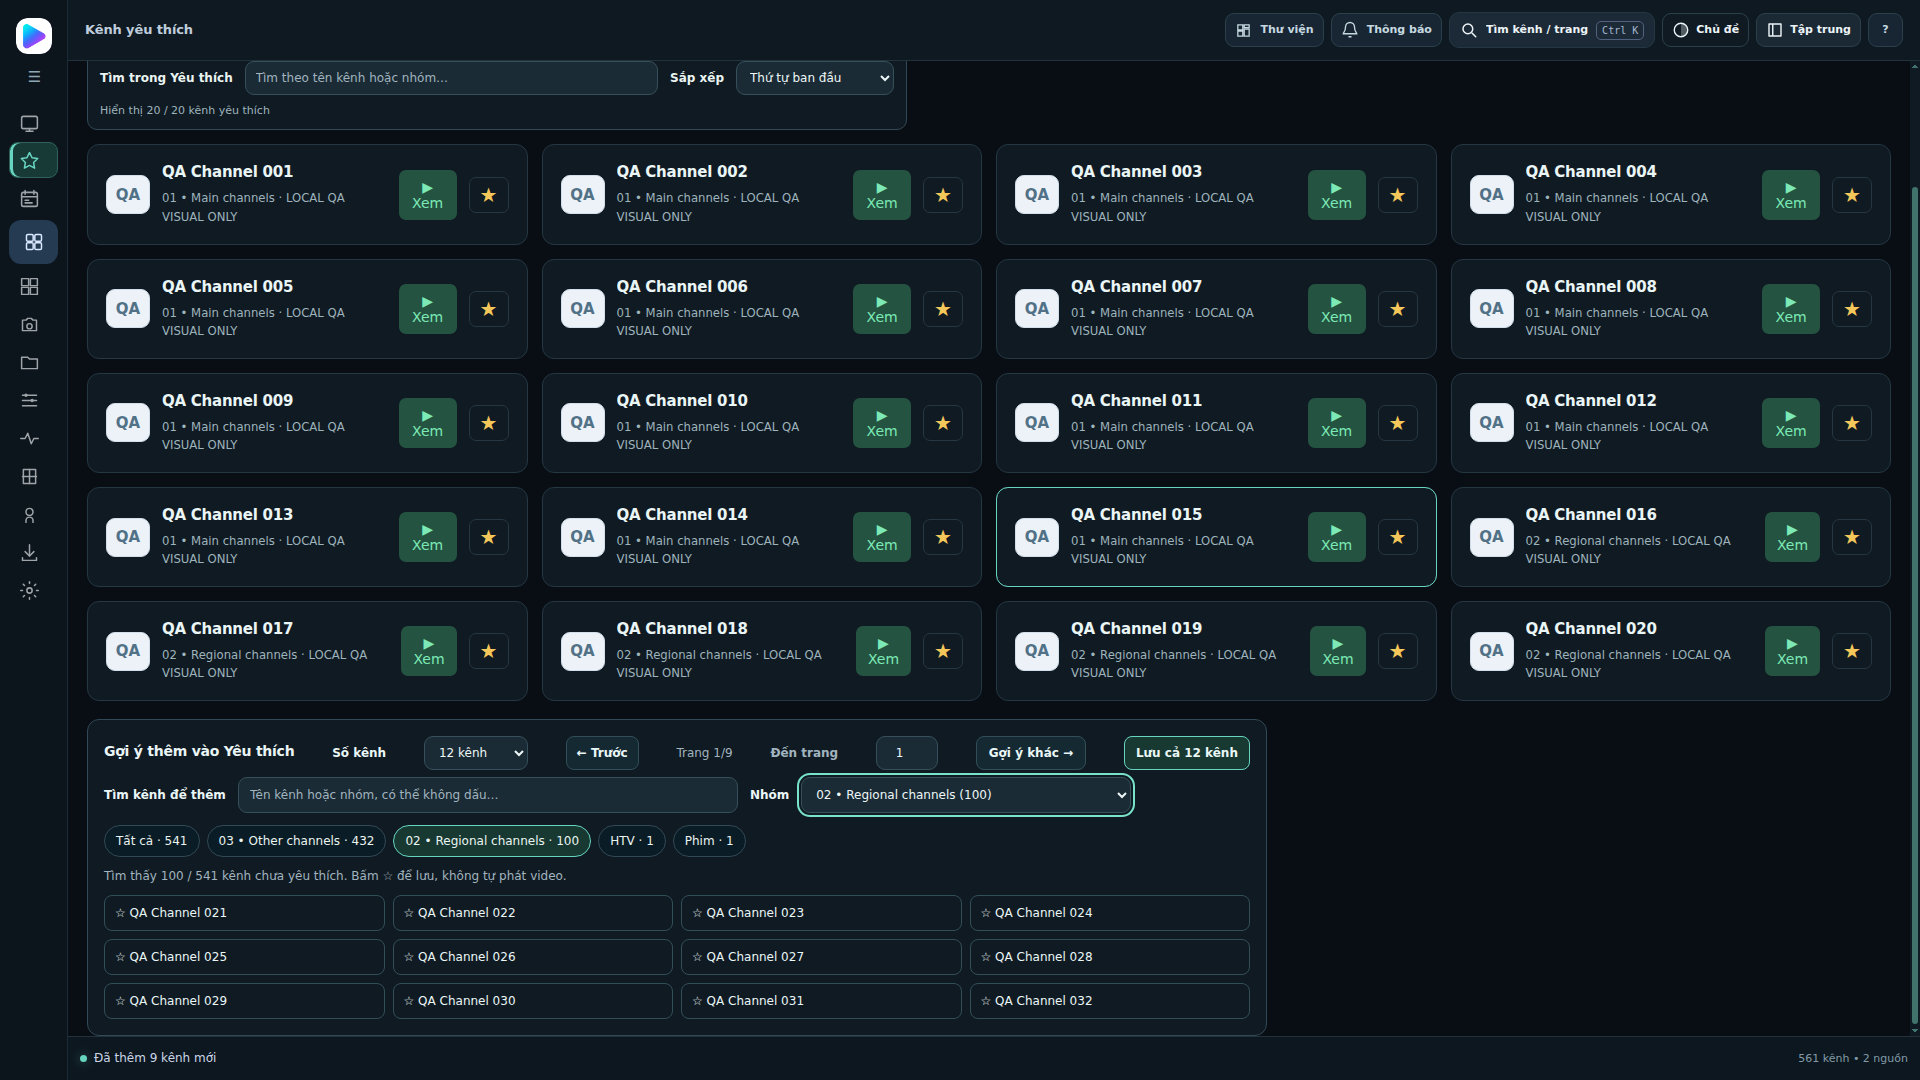 Kênh yêu thích
Thư viện
Thông báo
Tìm kênh / trang
Ctrl K
Chủ đề
Tập trung
?
Tìm trong Yêu thích
Tìm theo tên kênh hoặc nhóm...
Sắp xếp
Thứ tự ban đầu
Hiển thị 20 / 20 kênh yêu thích
QA
QA Channel 001
01 • Main channels · LOCAL QA
VISUAL ONLY
▶
Xem
★
QA
QA Channel 002
01 • Main channels · LOCAL QA
VISUAL ONLY
▶
Xem
★
QA
QA Channel 003
01 • Main channels · LOCAL QA
VISUAL ONLY
▶
Xem
★
QA
QA Channel 004
01 • Main channels · LOCAL QA
VISUAL ONLY
▶
Xem
★
QA
QA Channel 005
01 • Main channels · LOCAL QA
VISUAL ONLY
▶
Xem
★
QA
QA Channel 006
01 • Main channels · LOCAL QA
VISUAL ONLY
▶
Xem
★
QA
QA Channel 007
01 • Main channels · LOCAL QA
VISUAL ONLY
▶
Xem
★
QA
QA Channel 008
01 • Main channels · LOCAL QA
VISUAL ONLY
▶
Xem
★
QA
QA Channel 009
01 • Main channels · LOCAL QA
VISUAL ONLY
▶
Xem
★
QA
QA Channel 010
01 • Main channels · LOCAL QA
VISUAL ONLY
▶
Xem
★
QA
QA Channel 011
01 • Main channels · LOCAL QA
VISUAL ONLY
▶
Xem
★
QA
QA Channel 012
01 • Main channels · LOCAL QA
VISUAL ONLY
▶
Xem
★
QA
QA Channel 013
01 • Main channels · LOCAL QA
VISUAL ONLY
▶
Xem
★
QA
QA Channel 014
01 • Main channels · LOCAL QA
VISUAL ONLY
▶
Xem
★
QA
QA Channel 015
01 • Main channels · LOCAL QA
VISUAL ONLY
▶
Xem
★
QA
QA Channel 016
02 • Regional channels · LOCAL QA
VISUAL ONLY
▶
Xem
★
QA
QA Channel 017
02 • Regional channels · LOCAL QA
VISUAL ONLY
▶
Xem
★
QA
QA Channel 018
02 • Regional channels · LOCAL QA
VISUAL ONLY
▶
Xem
★
QA
QA Channel 019
02 • Regional channels · LOCAL QA
VISUAL ONLY
▶
Xem
★
QA
QA Channel 020
02 • Regional channels · LOCAL QA
VISUAL ONLY
▶
Xem
★
Gợi ý thêm vào Yêu thích
Số kênh
12 kênh
← Trước
Trang 1/9
Đến trang
1
Gợi ý khác →
Lưu cả 12 kênh
Tìm kênh để thêm
Tên kênh hoặc nhóm, có thể không dấu...
Nhóm
02 • Regional channels (100)
Tất cả · 541
03 • Other channels · 432
02 • Regional channels · 100
HTV · 1
Phim · 1
Tìm thấy 100 / 541 kênh chưa yêu thích. Bấm ☆ để lưu, không tự phát video.
☆ QA Channel 021
☆ QA Channel 022
☆ QA Channel 023
☆ QA Channel 024
☆ QA Channel 025
☆ QA Channel 026
☆ QA Channel 027
☆ QA Channel 028
☆ QA Channel 029
☆ QA Channel 030
☆ QA Channel 031
☆ QA Channel 032
Đã thêm 9 kênh mới
561 kênh • 2 nguồn